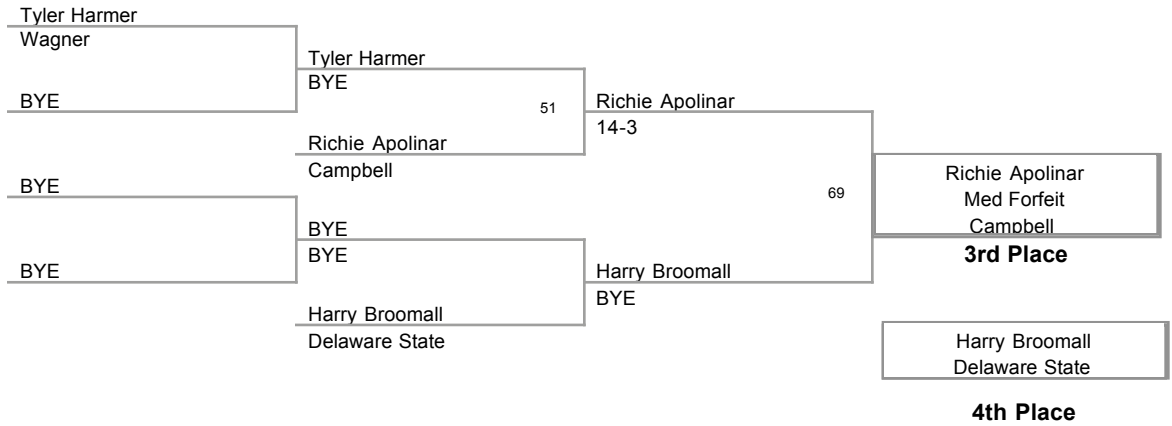 Tyler Harmer
Wagner
BYE
BYE
BYE
Tyler Harmer
BYE
51
Richie Apolinar
Campbell
BYE
BYE
Harry Broomall
Delaware State
Richie Apolinar
14-3
69
Harry Broomall
BYE
Richie Apolinar
Med Forfeit
Campbell
3rd Place
Harry Broomall
Delaware State
4th Place